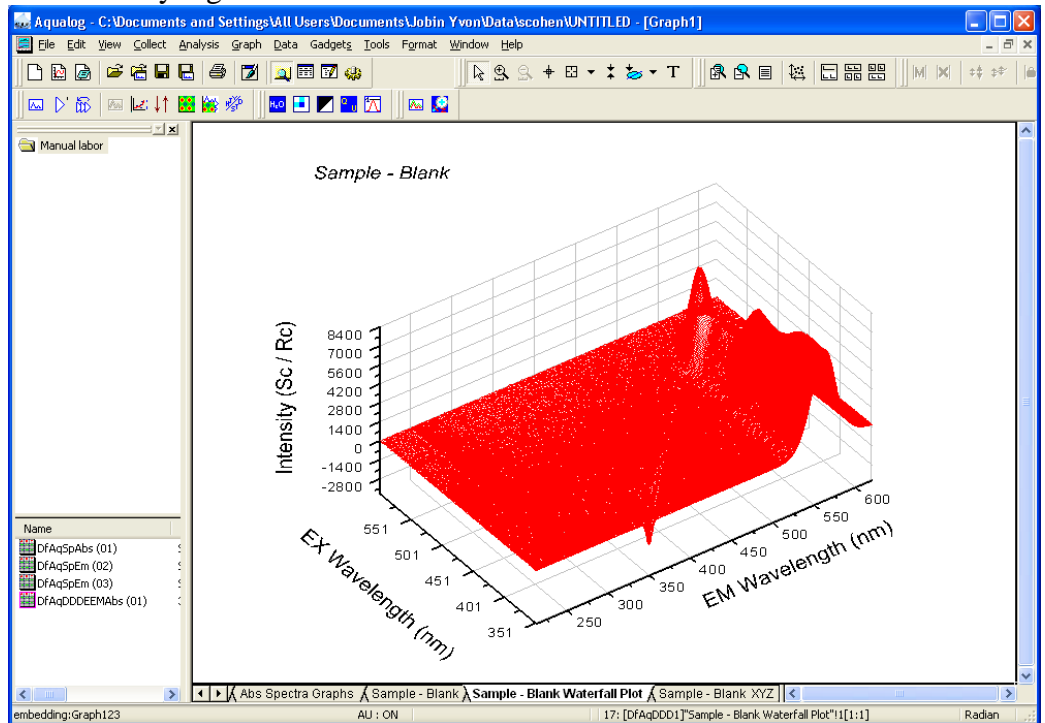 Aqualog - C:\Documents and Settings\All Users\Documents\Jobin Yvon\Data\scohen\UNTITLED - [Graph1]
File Edit View Collect Analysis Graph Data Gadgets Tools Format Window Help
Manual labor
Sample - Blank
Intensity (Sc / Rc)
8400
7000
5600
4200
2800
1400
0
-1400
-2800
551
501
451
401
351
EX Wavelength (nm)
250
300
350
400
450
500
550
600
EM Wavelength (nm)
Name
DfAqSpAbs (01)
DfAqSpEm (02)
DfAqSpEm (03)
DfAqDDDEEMAbs (01)
Abs Spectra Graphs Sample - Blank Sample - Blank Waterfall Plot Sample - Blank XYZ
embedding:Graph123 AU : ON 17: [DfAqDDD1]"Sample - Blank Waterfall Plot"!1[1:1] Radian